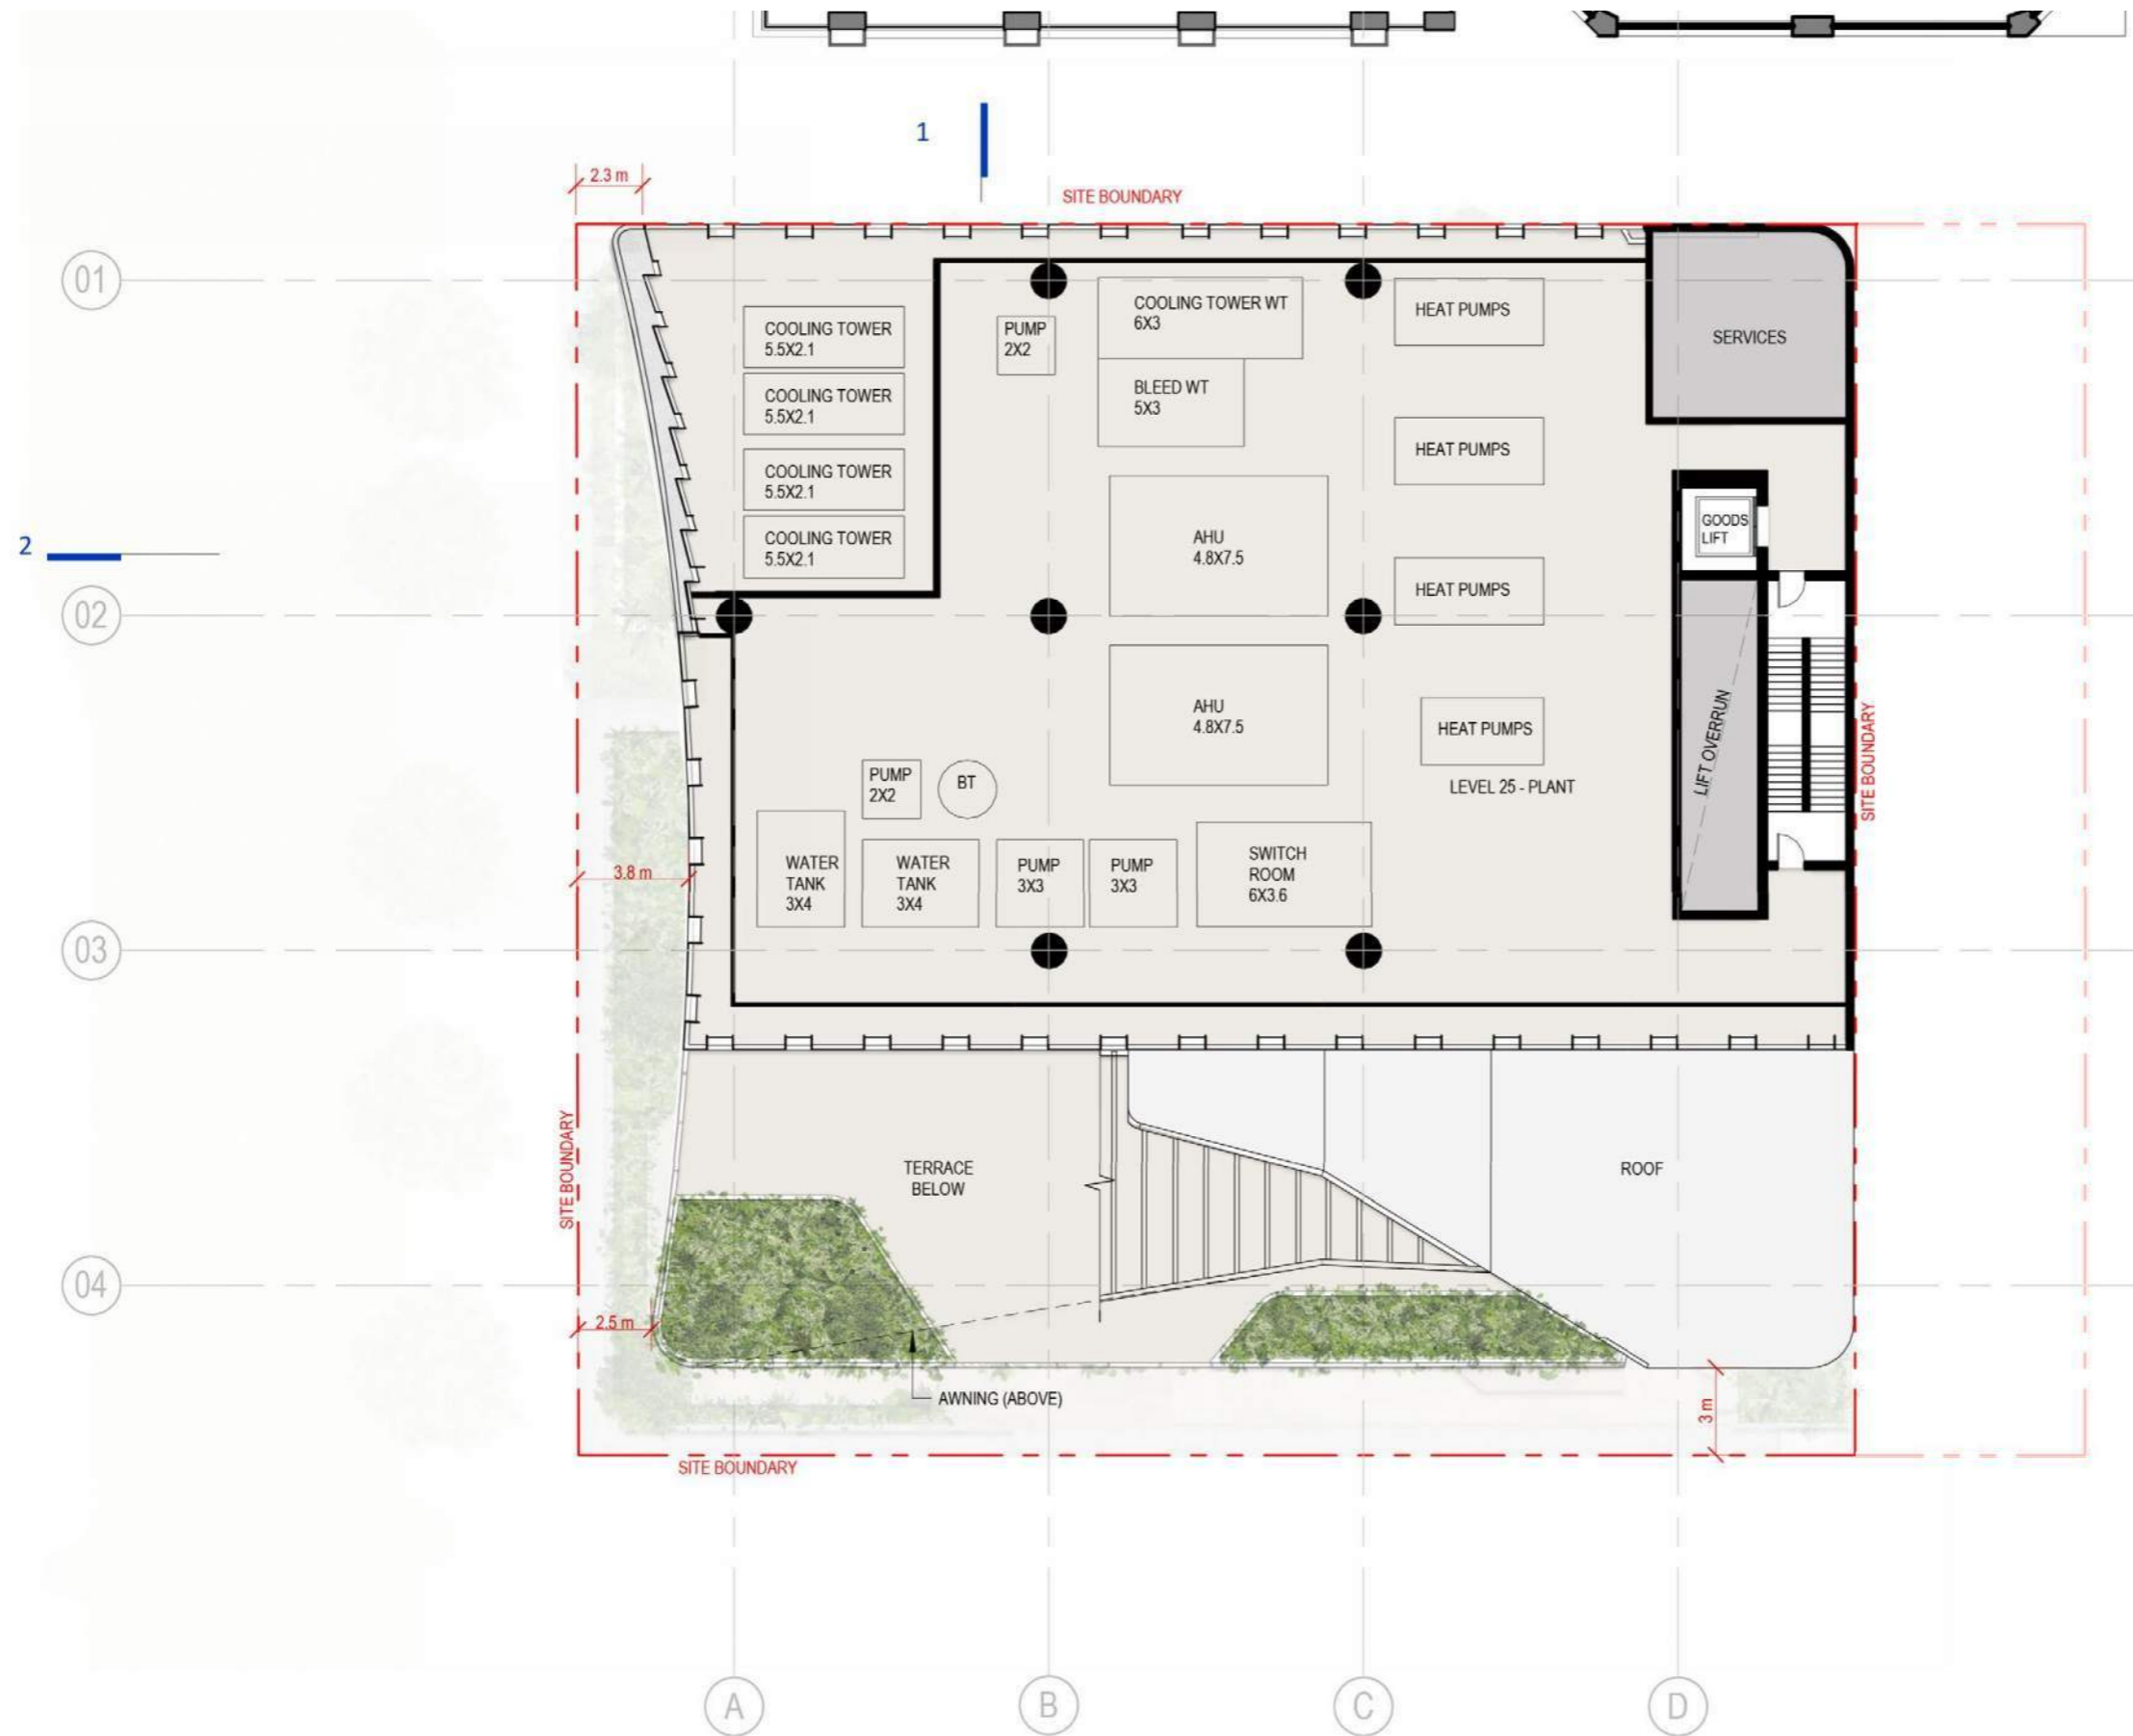 1
2.3 m
SITE BOUNDARY
01
COOLING TOWER
5.5X2.1
PUMP
2X2
COOLING TOWER WT
6X3
HEAT PUMPS
SERVICES
COOLING TOWER
5.5X2.1
BLEED WT
5X3
COOLING TOWER
5.5X2.1
HEAT PUMPS
COOLING TOWER
5.5X2.1
AHU
4.8X7.5
GOODS
LIFT
2
HEAT PUMPS
02
AHU
4.8X7.5
HEAT PUMPS
LIFT OVERRUN
SITE BOUNDARY
PUMP
2X2
BT
LEVEL 25 - PLANT
WATER
TANK
3X4
WATER
TANK
3X4
PUMP
3X3
PUMP
3X3
SWITCH
ROOM
6X3.6
3.8 m
03
SITE BOUNDARY
TERRACE
BELOW
ROOF
04
2.5 m
AWNING (ABOVE)
3 m
SITE BOUNDARY
A
B
C
D